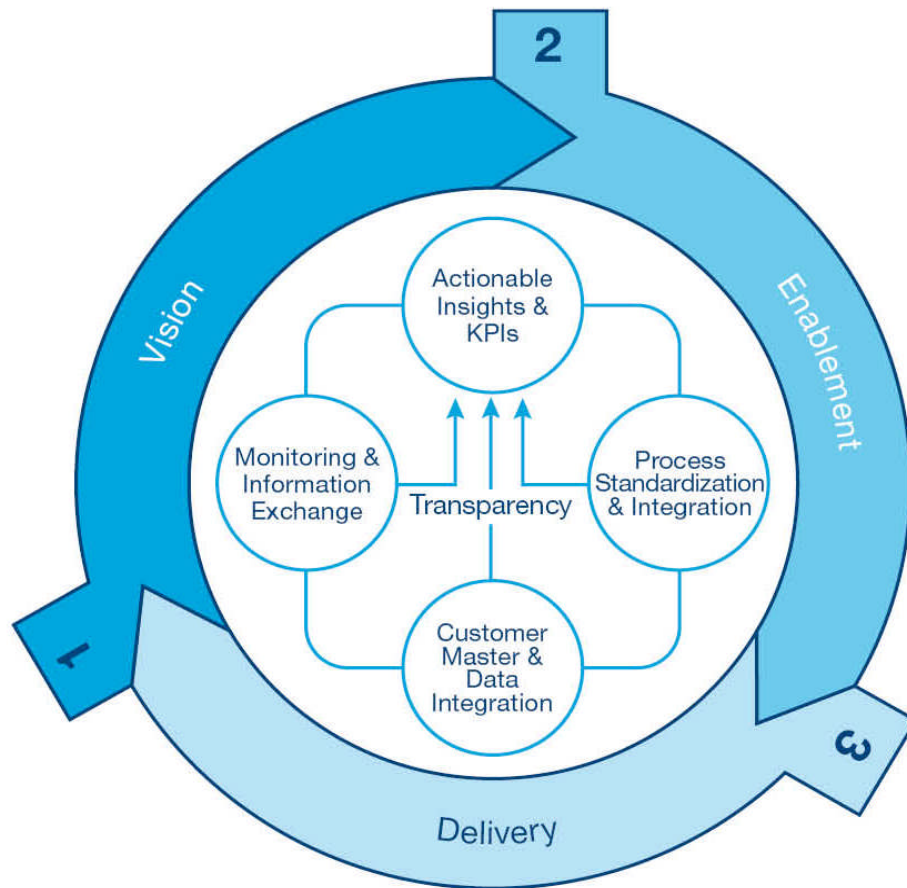 2
Vision
Enablement
Actionable
Insights &
KPIs
Monitoring &
Information
Exchange
Transparency
Process
Standardization
& Integration
Customer
Master &
Data
Integration
1
3
Delivery